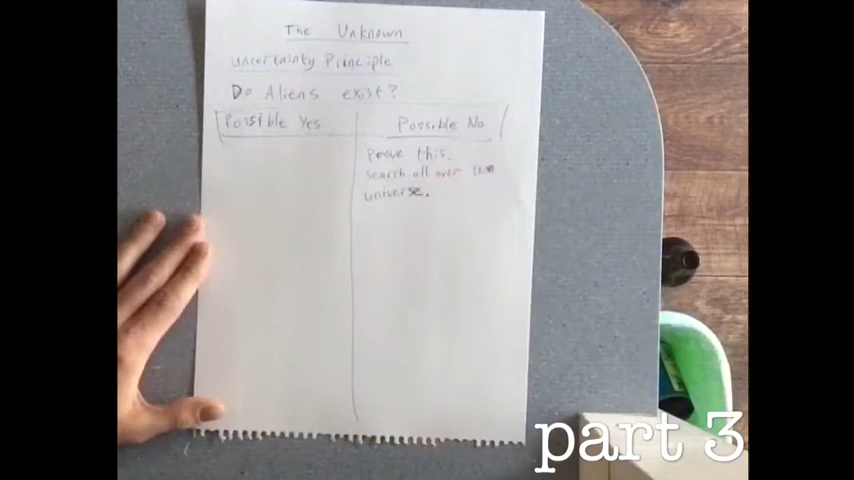 The Unknown
Uncertainty Principle
Do Aliens exist?
Possible Yes
Possible No
Prove this.
search all over the
universe.
part 3